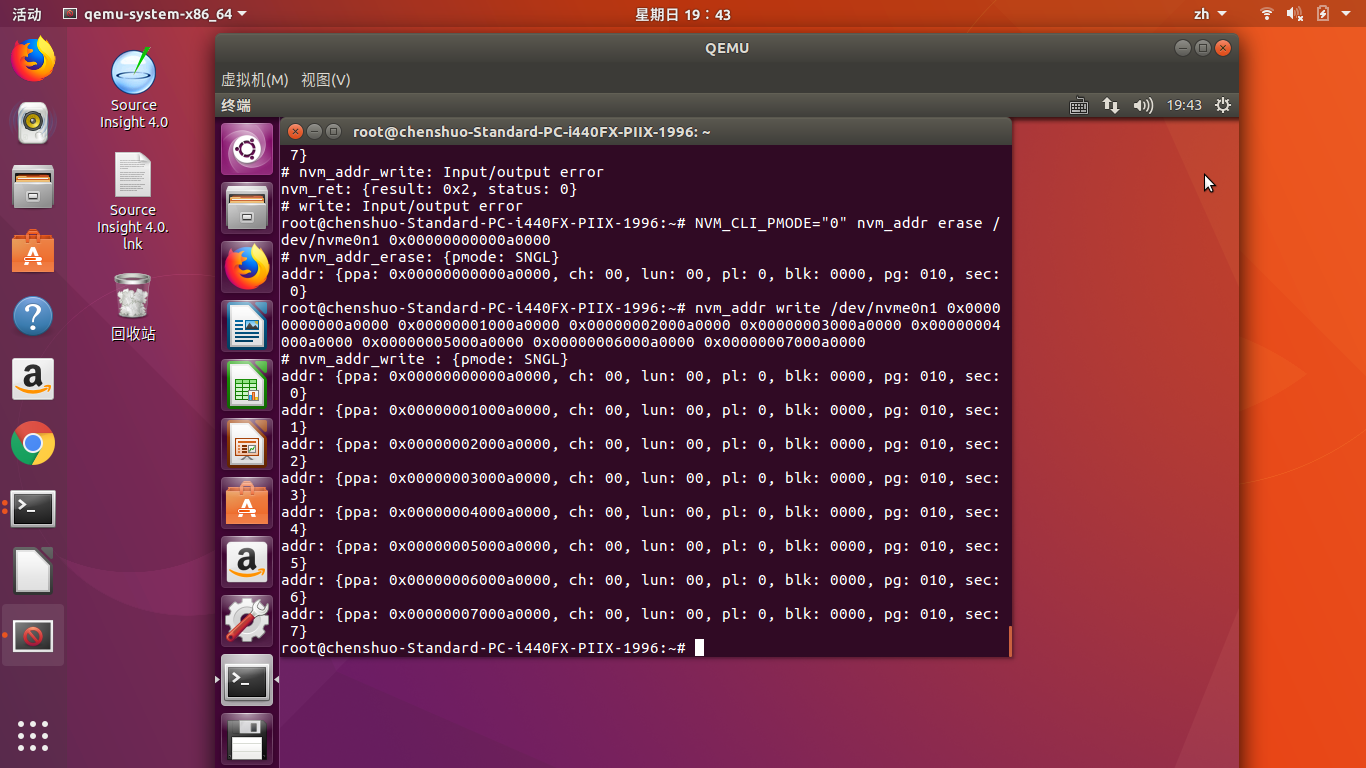 活动
qemu-system-x86_64
星期日 19：43
zh
Source
Insight 4.0
Source
Insight 4.0.
lnk
回收站
QEMU
虚拟机(M)
视图(V)
终端
19:43
root@chenshuo-Standard-PC-i440FX-PIIX-1996: ~
7}
# nvm_addr_write: Input/output error
nvm_ret: {result: 0x2, status: 0}
# write: Input/output error
root@chenshuo-Standard-PC-i440FX-PIIX-1996:~# NVM_CLI_PMODE="0" nvm_addr erase /
dev/nvme0n1 0x00000000000a0000
# nvm_addr_erase: {pmode: SNGL}
addr: {ppa: 0x00000000000a0000, ch: 00, lun: 00, pl: 0, blk: 0000, pg: 010, sec:
0}
root@chenshuo-Standard-PC-i440FX-PIIX-1996:~# nvm_addr write /dev/nvme0n1 0x0000
0000000a0000 0x00000001000a0000 0x00000002000a0000 0x00000003000a0000 0x00000004
000a0000 0x00000005000a0000 0x00000006000a0000 0x00000007000a0000
# nvm_addr_write : {pmode: SNGL}
addr: {ppa: 0x00000000000a0000, ch: 00, lun: 00, pl: 0, blk: 0000, pg: 010, sec:
0}
addr: {ppa: 0x00000001000a0000, ch: 00, lun: 00, pl: 0, blk: 0000, pg: 010, sec:
1}
addr: {ppa: 0x00000002000a0000, ch: 00, lun: 00, pl: 0, blk: 0000, pg: 010, sec:
2}
addr: {ppa: 0x00000003000a0000, ch: 00, lun: 00, pl: 0, blk: 0000, pg: 010, sec:
3}
addr: {ppa: 0x00000004000a0000, ch: 00, lun: 00, pl: 0, blk: 0000, pg: 010, sec:
4}
addr: {ppa: 0x00000005000a0000, ch: 00, lun: 00, pl: 0, blk: 0000, pg: 010, sec:
5}
addr: {ppa: 0x00000006000a0000, ch: 00, lun: 00, pl: 0, blk: 0000, pg: 010, sec:
6}
addr: {ppa: 0x00000007000a0000, ch: 00, lun: 00, pl: 0, blk: 0000, pg: 010, sec:
7}
root@chenshuo-Standard-PC-i440FX-PIIX-1996:~#